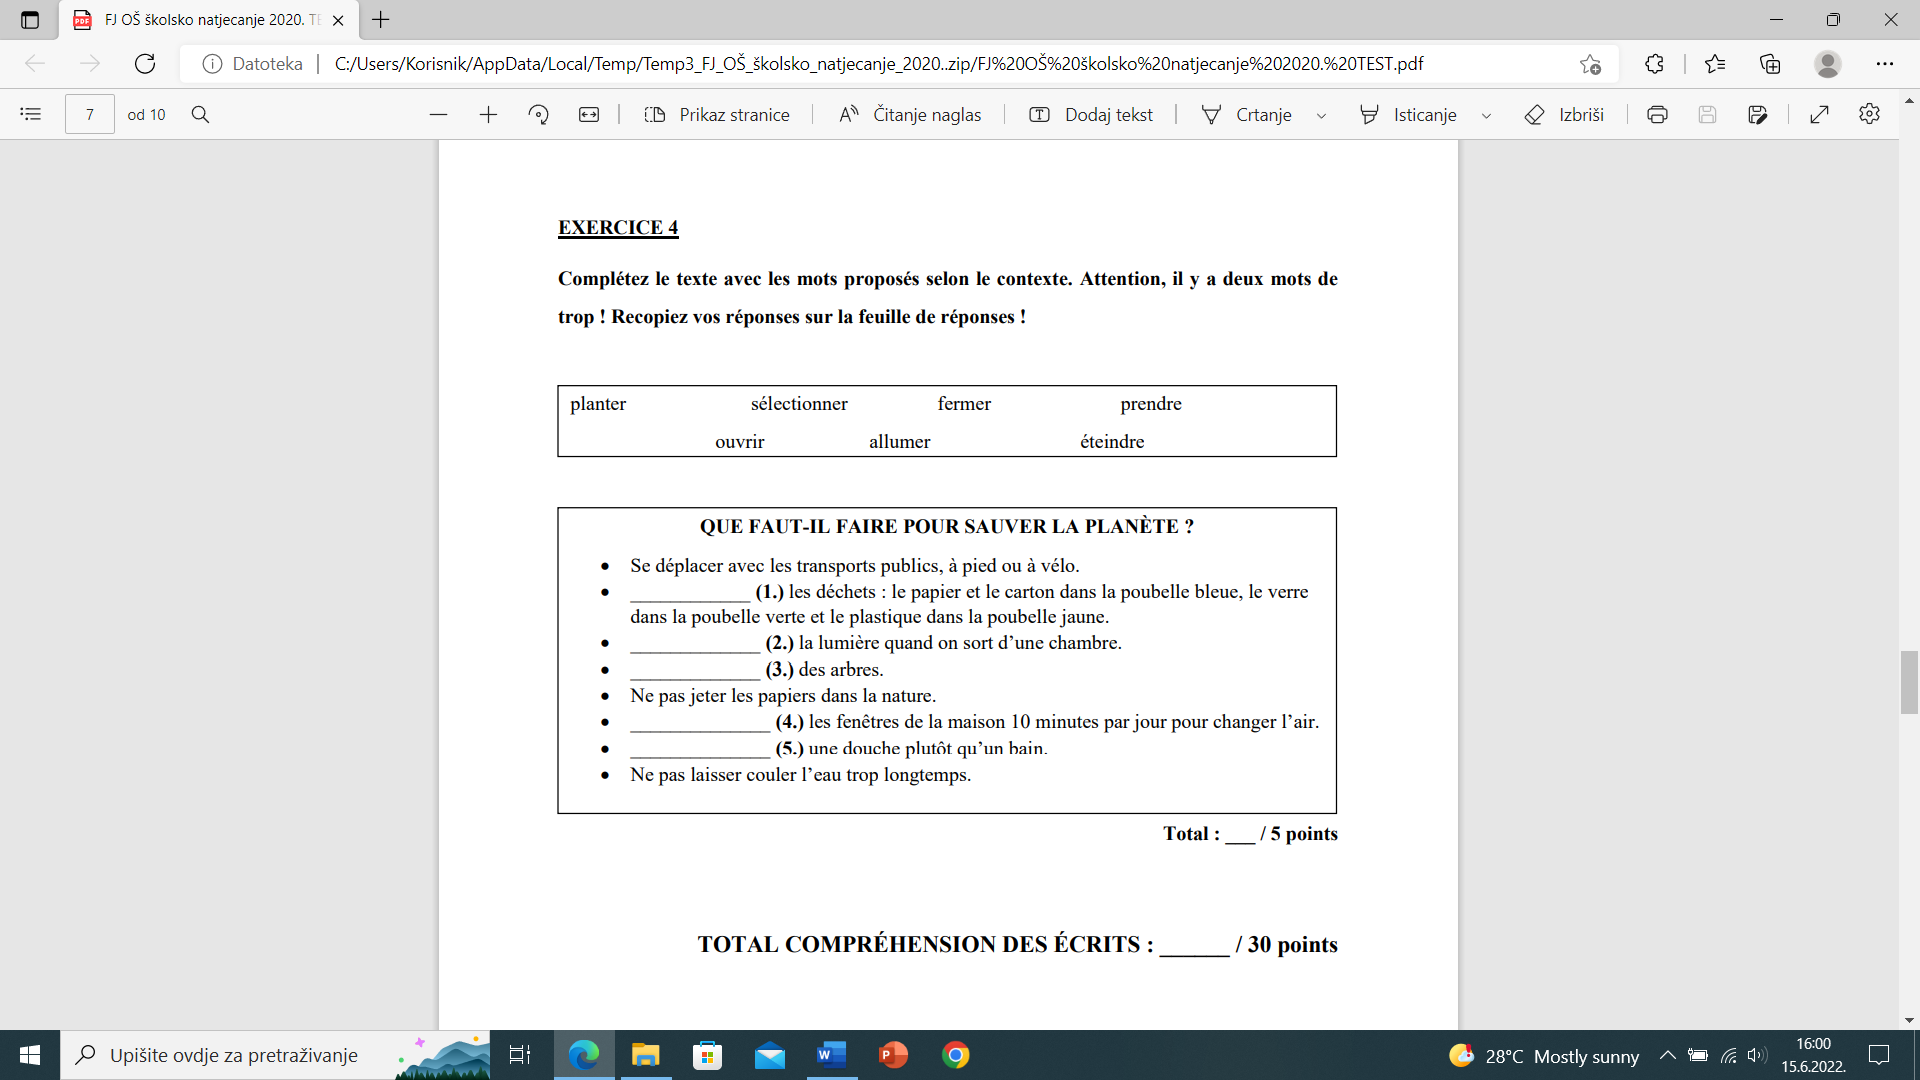 FJ OŠ školsko natjecanje 2020. TE
Datoteka
C:/Users/Korisnik/AppData/Local/Temp/Temp3_FJ_OŠ_školsko_natjecanje_2020..zip/FJ%20OŠ%20školsko%20natjecanje%202020.%20TEST.pdf
7 od 10 Prikaz stranice Čitanje naglas Dodaj tekst Crtanje Isticanje Izbriši
EXERCICE 4
Complétez le texte avec les mots proposés selon le contexte. Attention, il y a deux mots de
trop ! Recopiez vos réponses sur la feuille de réponses !
planter sélectionner fermer prendre
ouvrir allumer éteindre
QUE FAUT-IL FAIRE POUR SAUVER LA PLANÈTE ?
• Se déplacer avec les transports publics, à pied ou à vélo.
• ____________ (1.) les déchets : le papier et le carton dans la poubelle bleue, le verre
dans la poubelle verte et le plastique dans la poubelle jaune.
• _____________ (2.) la lumière quand on sort d’une chambre.
• _____________ (3.) des arbres.
• Ne pas jeter les papiers dans la nature.
• ______________ (4.) les fenêtres de la maison 10 minutes par jour pour changer l’air.
• ______________ (5.) une douche plutôt qu’un bain.
• Ne pas laisser couler l’eau trop longtemps.
Total : ___ / 5 points
TOTAL COMPRÉHENSION DES ÉCRITS : ______ / 30 points
Upišite ovdje za pretraživanje
28°C Mostly sunny
16:00
15.6.2022.